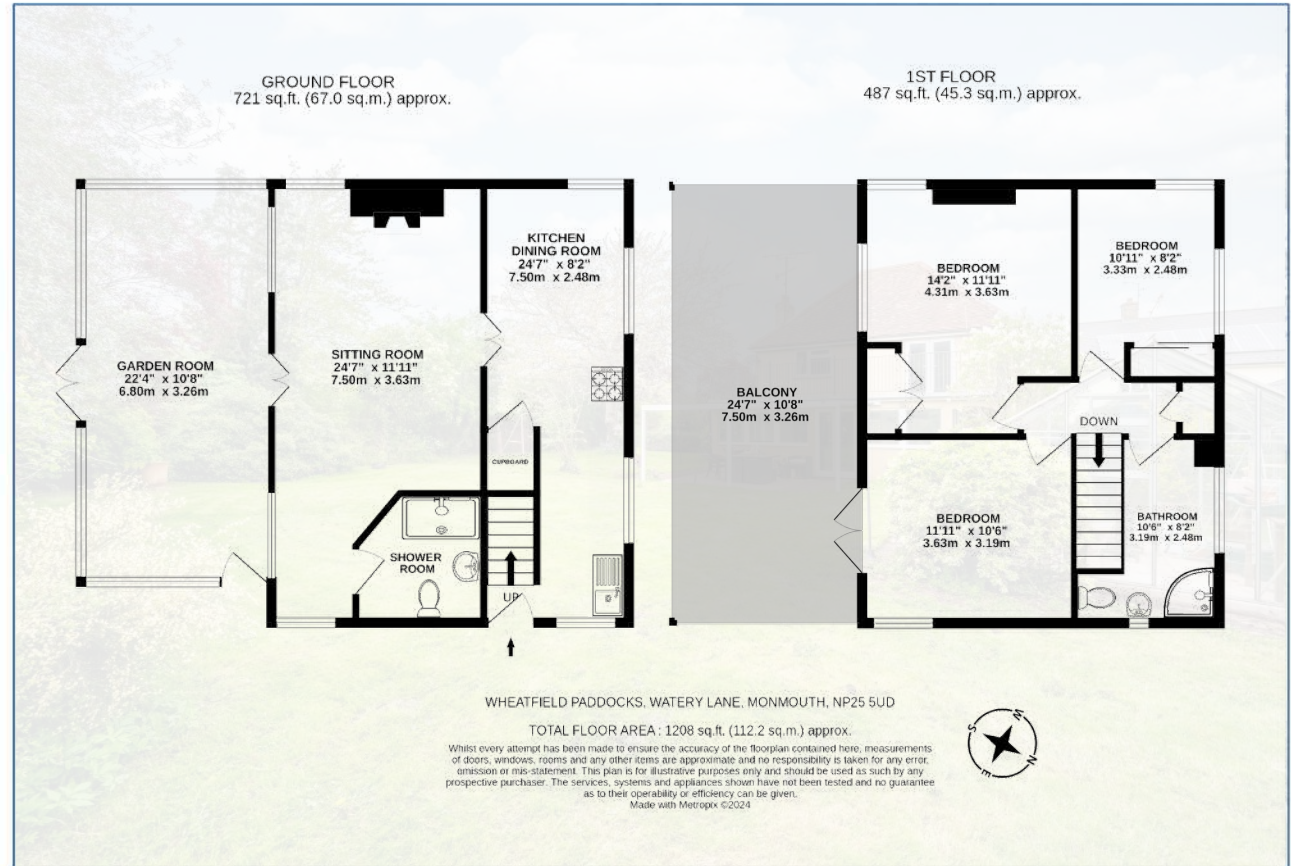 GROUND FLOOR
721 sq.ft. (67.0 sq.m.) approx.
1ST FLOOR
487 sq.ft. (45.3 sq.m.) approx.
KITCHEN
DINING ROOM
24'7" x 8'2"
7.50m x 2.48m
SITTING ROOM
24'7" x 11'11"
7.50m x 3.63m
GARDEN ROOM
22'4" x 10'8"
6.80m x 3.26m
CUPBOARD
SHOWER
ROOM
UP
BEDROOM
14'2" x 11'11"
4.31m x 3.63m
BEDROOM
10'11" x 8'2"
3.33m x 2.48m
BALCONY
24'7" x 10'8"
7.50m x 3.26m
DOWN
BEDROOM
11'11" x 10'6"
3.63m x 3.19m
BATHROOM
10'6" x 8'2"
3.19m x 2.48m
WHEATFIELD PADDOCKS, WATERY LANE, MONMOUTH, NP25 5UD
TOTAL FLOOR AREA : 1208 sq.ft. (112.2 sq.m.) approx.
Whilst every attempt has been made to ensure the accuracy of the floorplan contained here, measurements
of doors, windows, rooms and any other items are approximate and no responsibility is taken for any error,
omission or mis-statement. This plan is for illustrative purposes only and should be used as such by any
prospective purchaser. The services, systems and appliances shown have not been tested and no guarantee
as to their operability or efficiency can be given.
Made with Metropix ©2024
S
W
E
N